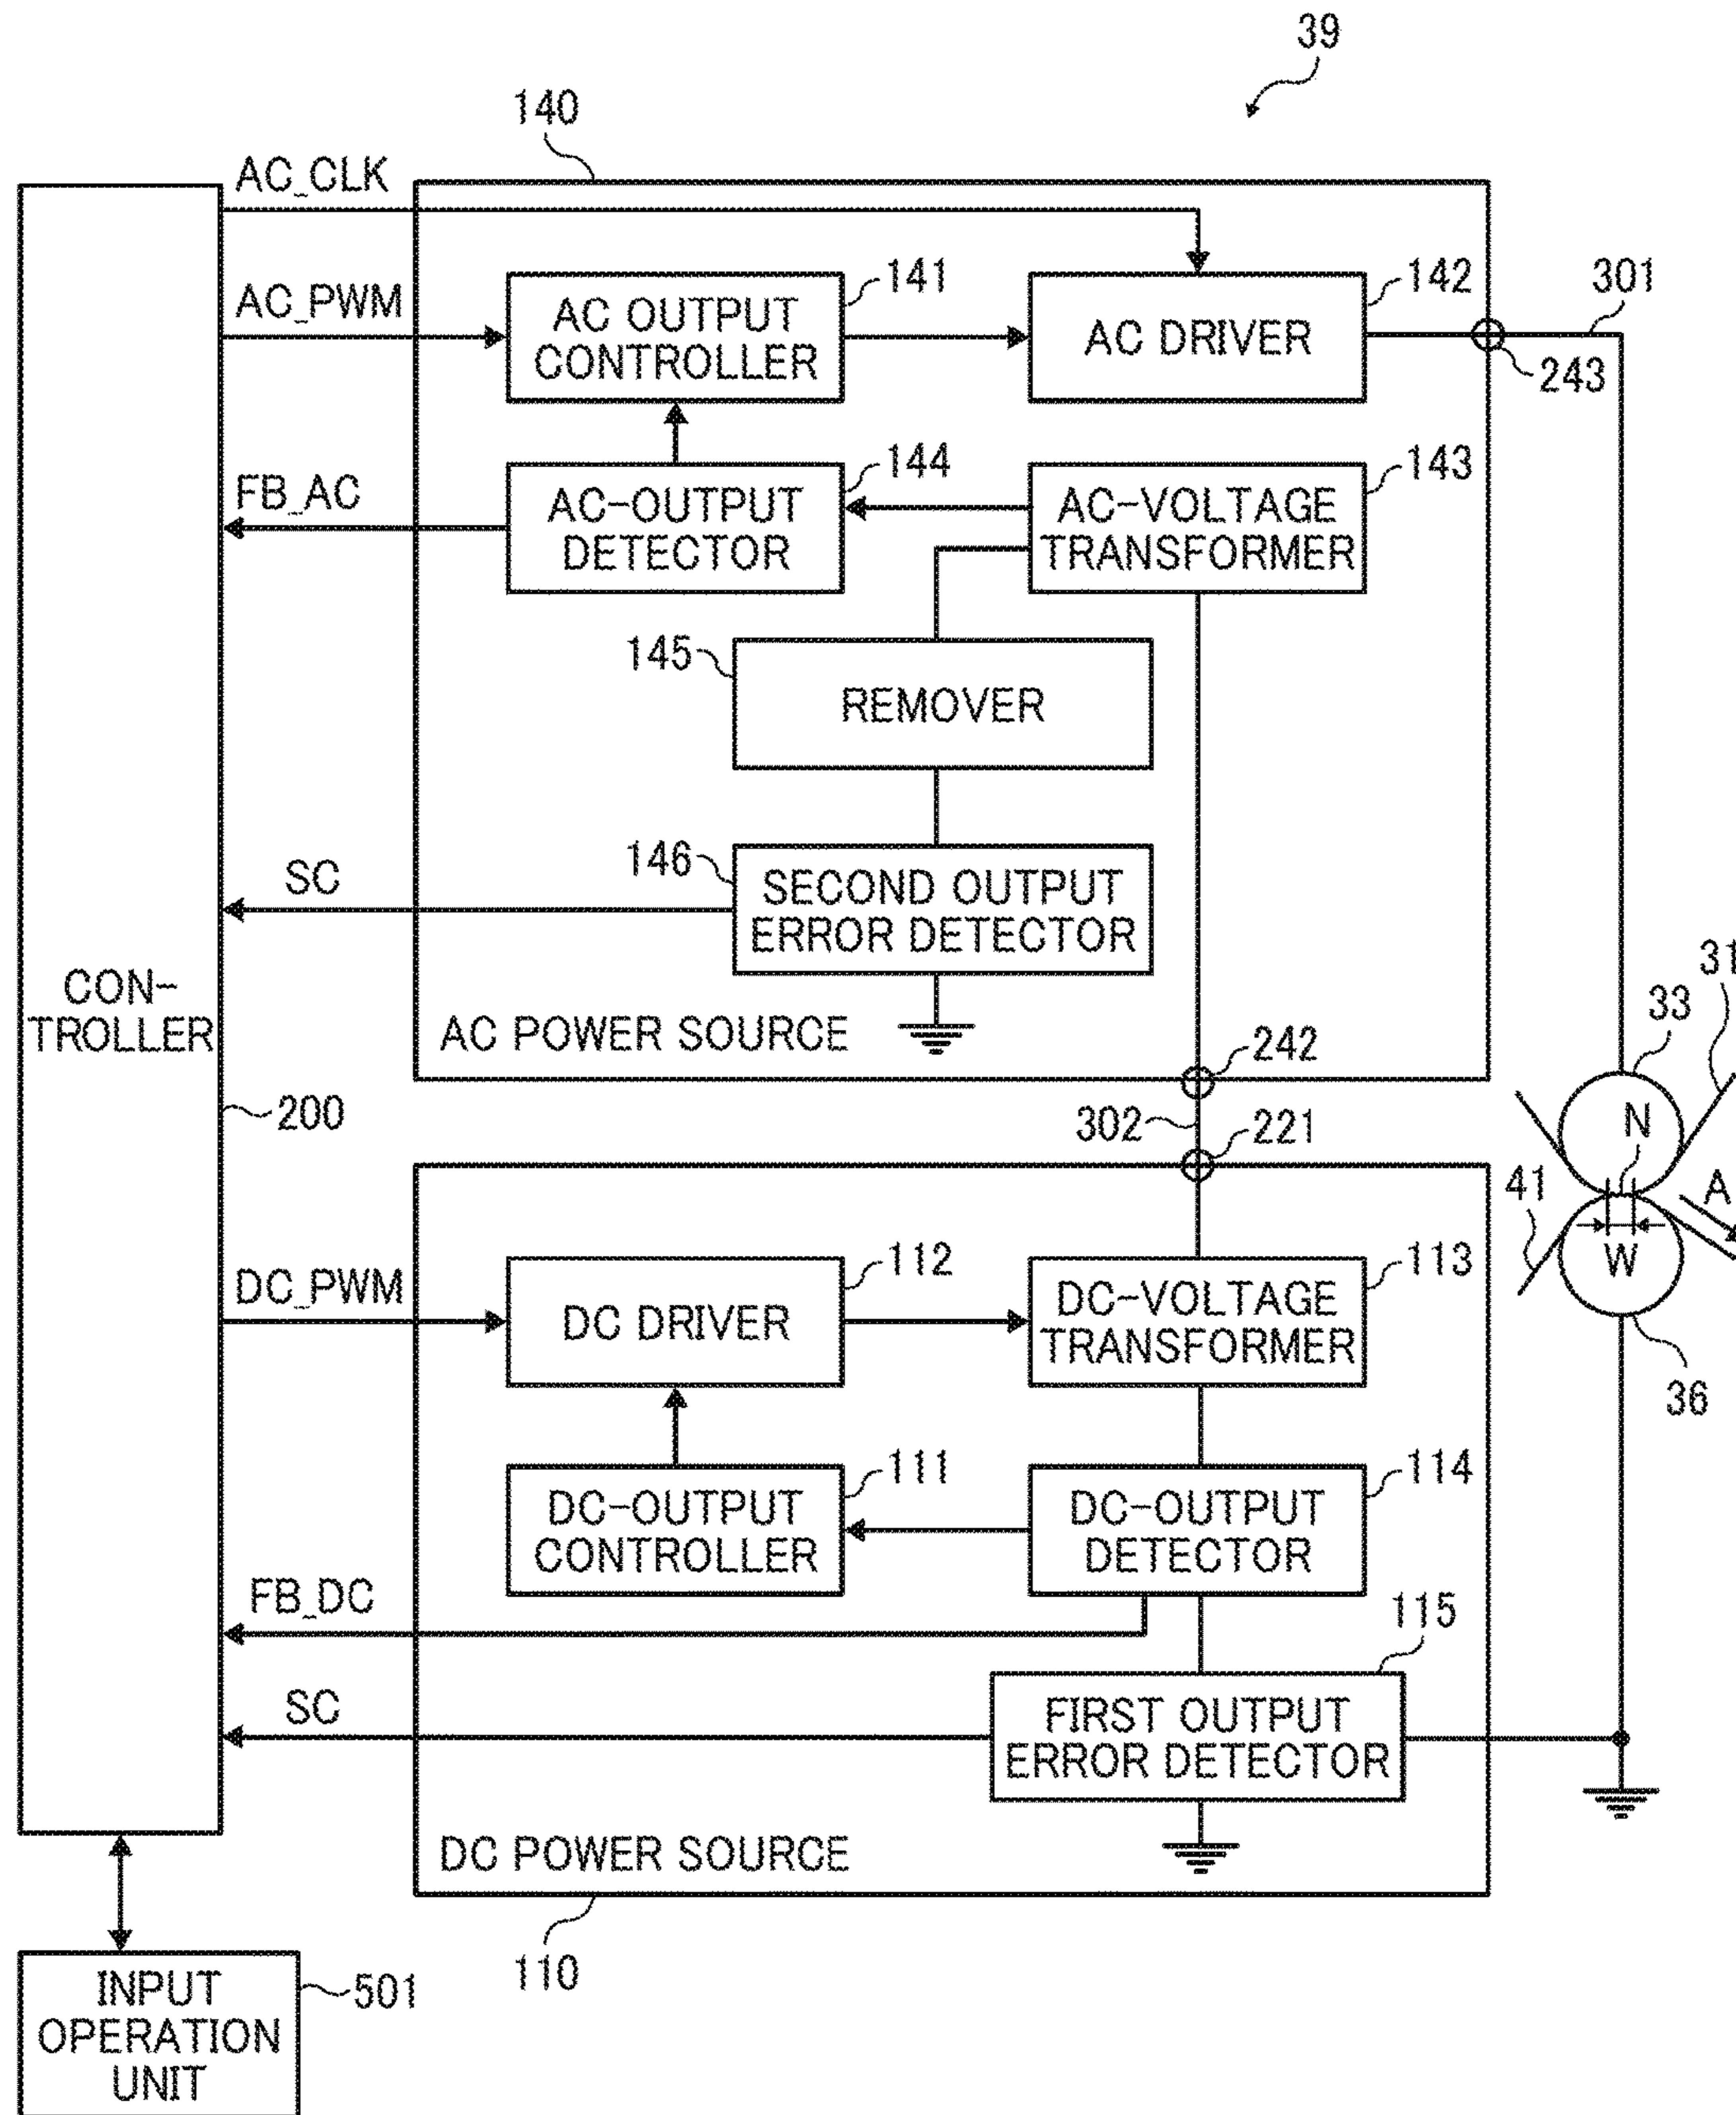 39
140
AC_CLK
AC_PWM
141
AC OUTPUT
CONTROLLER
142
AC DRIVER
301
243
FB_AC
144
AC-OUTPUT
DETECTOR
143
AC-VOLTAGE
TRANSFORMER
145
REMOVER
SC
146
SECOND OUTPUT
ERROR DETECTOR
CON-
TROLLER
AC POWER SOURCE
200
242
302
221
31
33
N
41
A
W
36
DC_PWM
112
DC DRIVER
113
DC-VOLTAGE
TRANSFORMER
111
DC-OUTPUT
CONTROLLER
114
DC-OUTPUT
DETECTOR
FB_DC
115
SC
FIRST OUTPUT
ERROR DETECTOR
DC POWER SOURCE
110
INPUT
OPERATION
UNIT
501